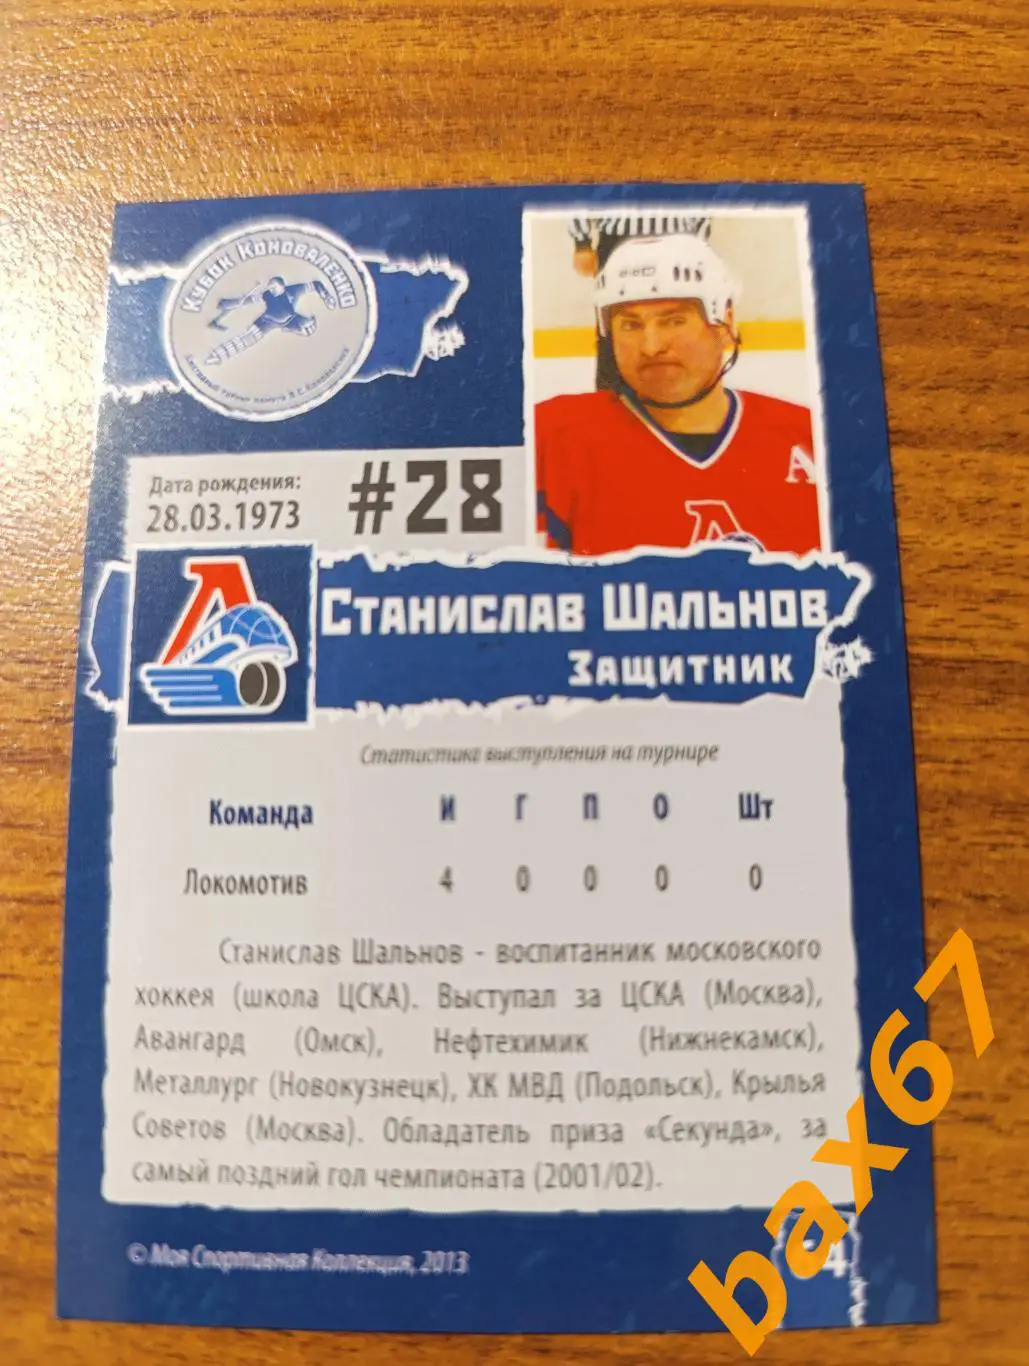 Кубок Коноваленко
Дата рождения:
28.03.1973
#28
А
Станислав Шальнов
Защитник
Статистика выступления на турнире
Команда И Г П О Шт
Локомотив 4 0 0 0 0
Станислав Шальнов - воспитанник московского
хоккея (школа ЦСКА). Выступал за ЦСКА (Москва),
Авангард (Омск), Нефтехимик (Нижнекамск),
Металлург (Новокузнецк), ХК МВД (Подольск), Крылья
Советов (Москва). Обладатель приза «Секунда», за
самый поздний гол чемпионата (2001/02).
© Моя Спортивная Коллекция, 2013
bax67